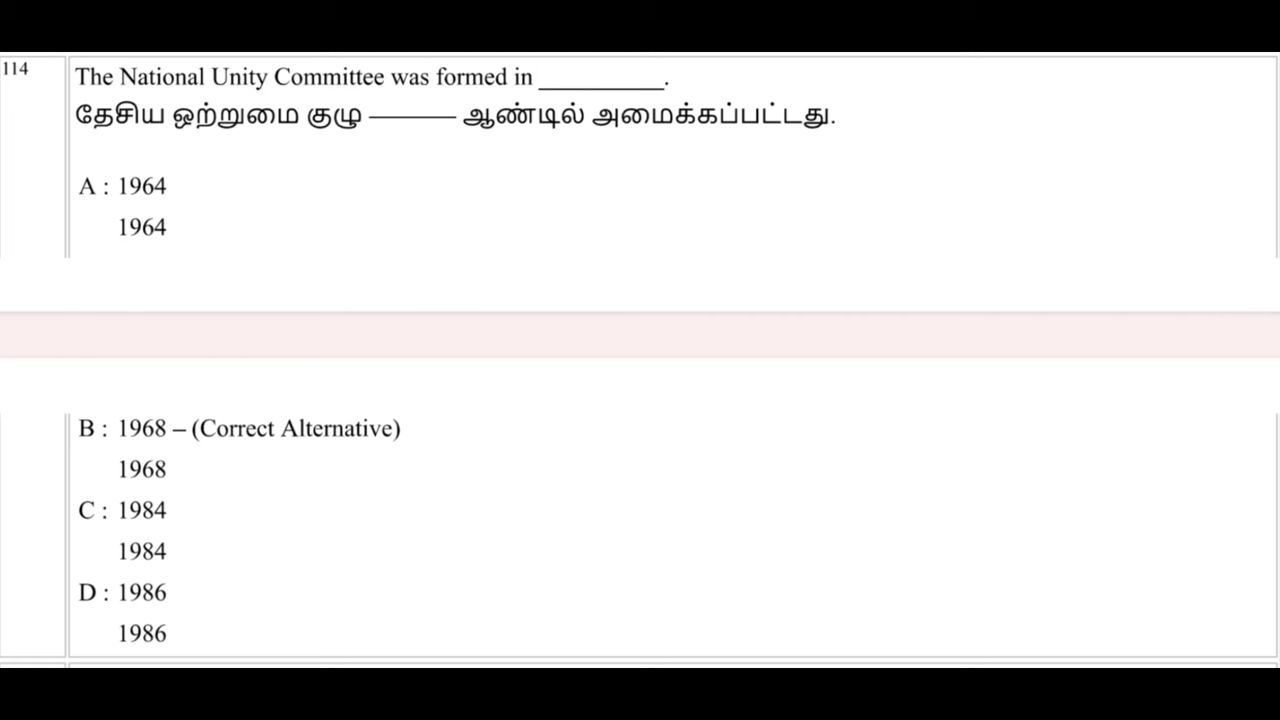 114
The National Unity Committee was formed in __________.
தேசிய ஒற்றுமை குழு ——— ஆண்டில் அமைக்கப்பட்டது.
A : 1964
1964
B : 1968 – (Correct Alternative)
1968
C : 1984
1984
D : 1986
1986